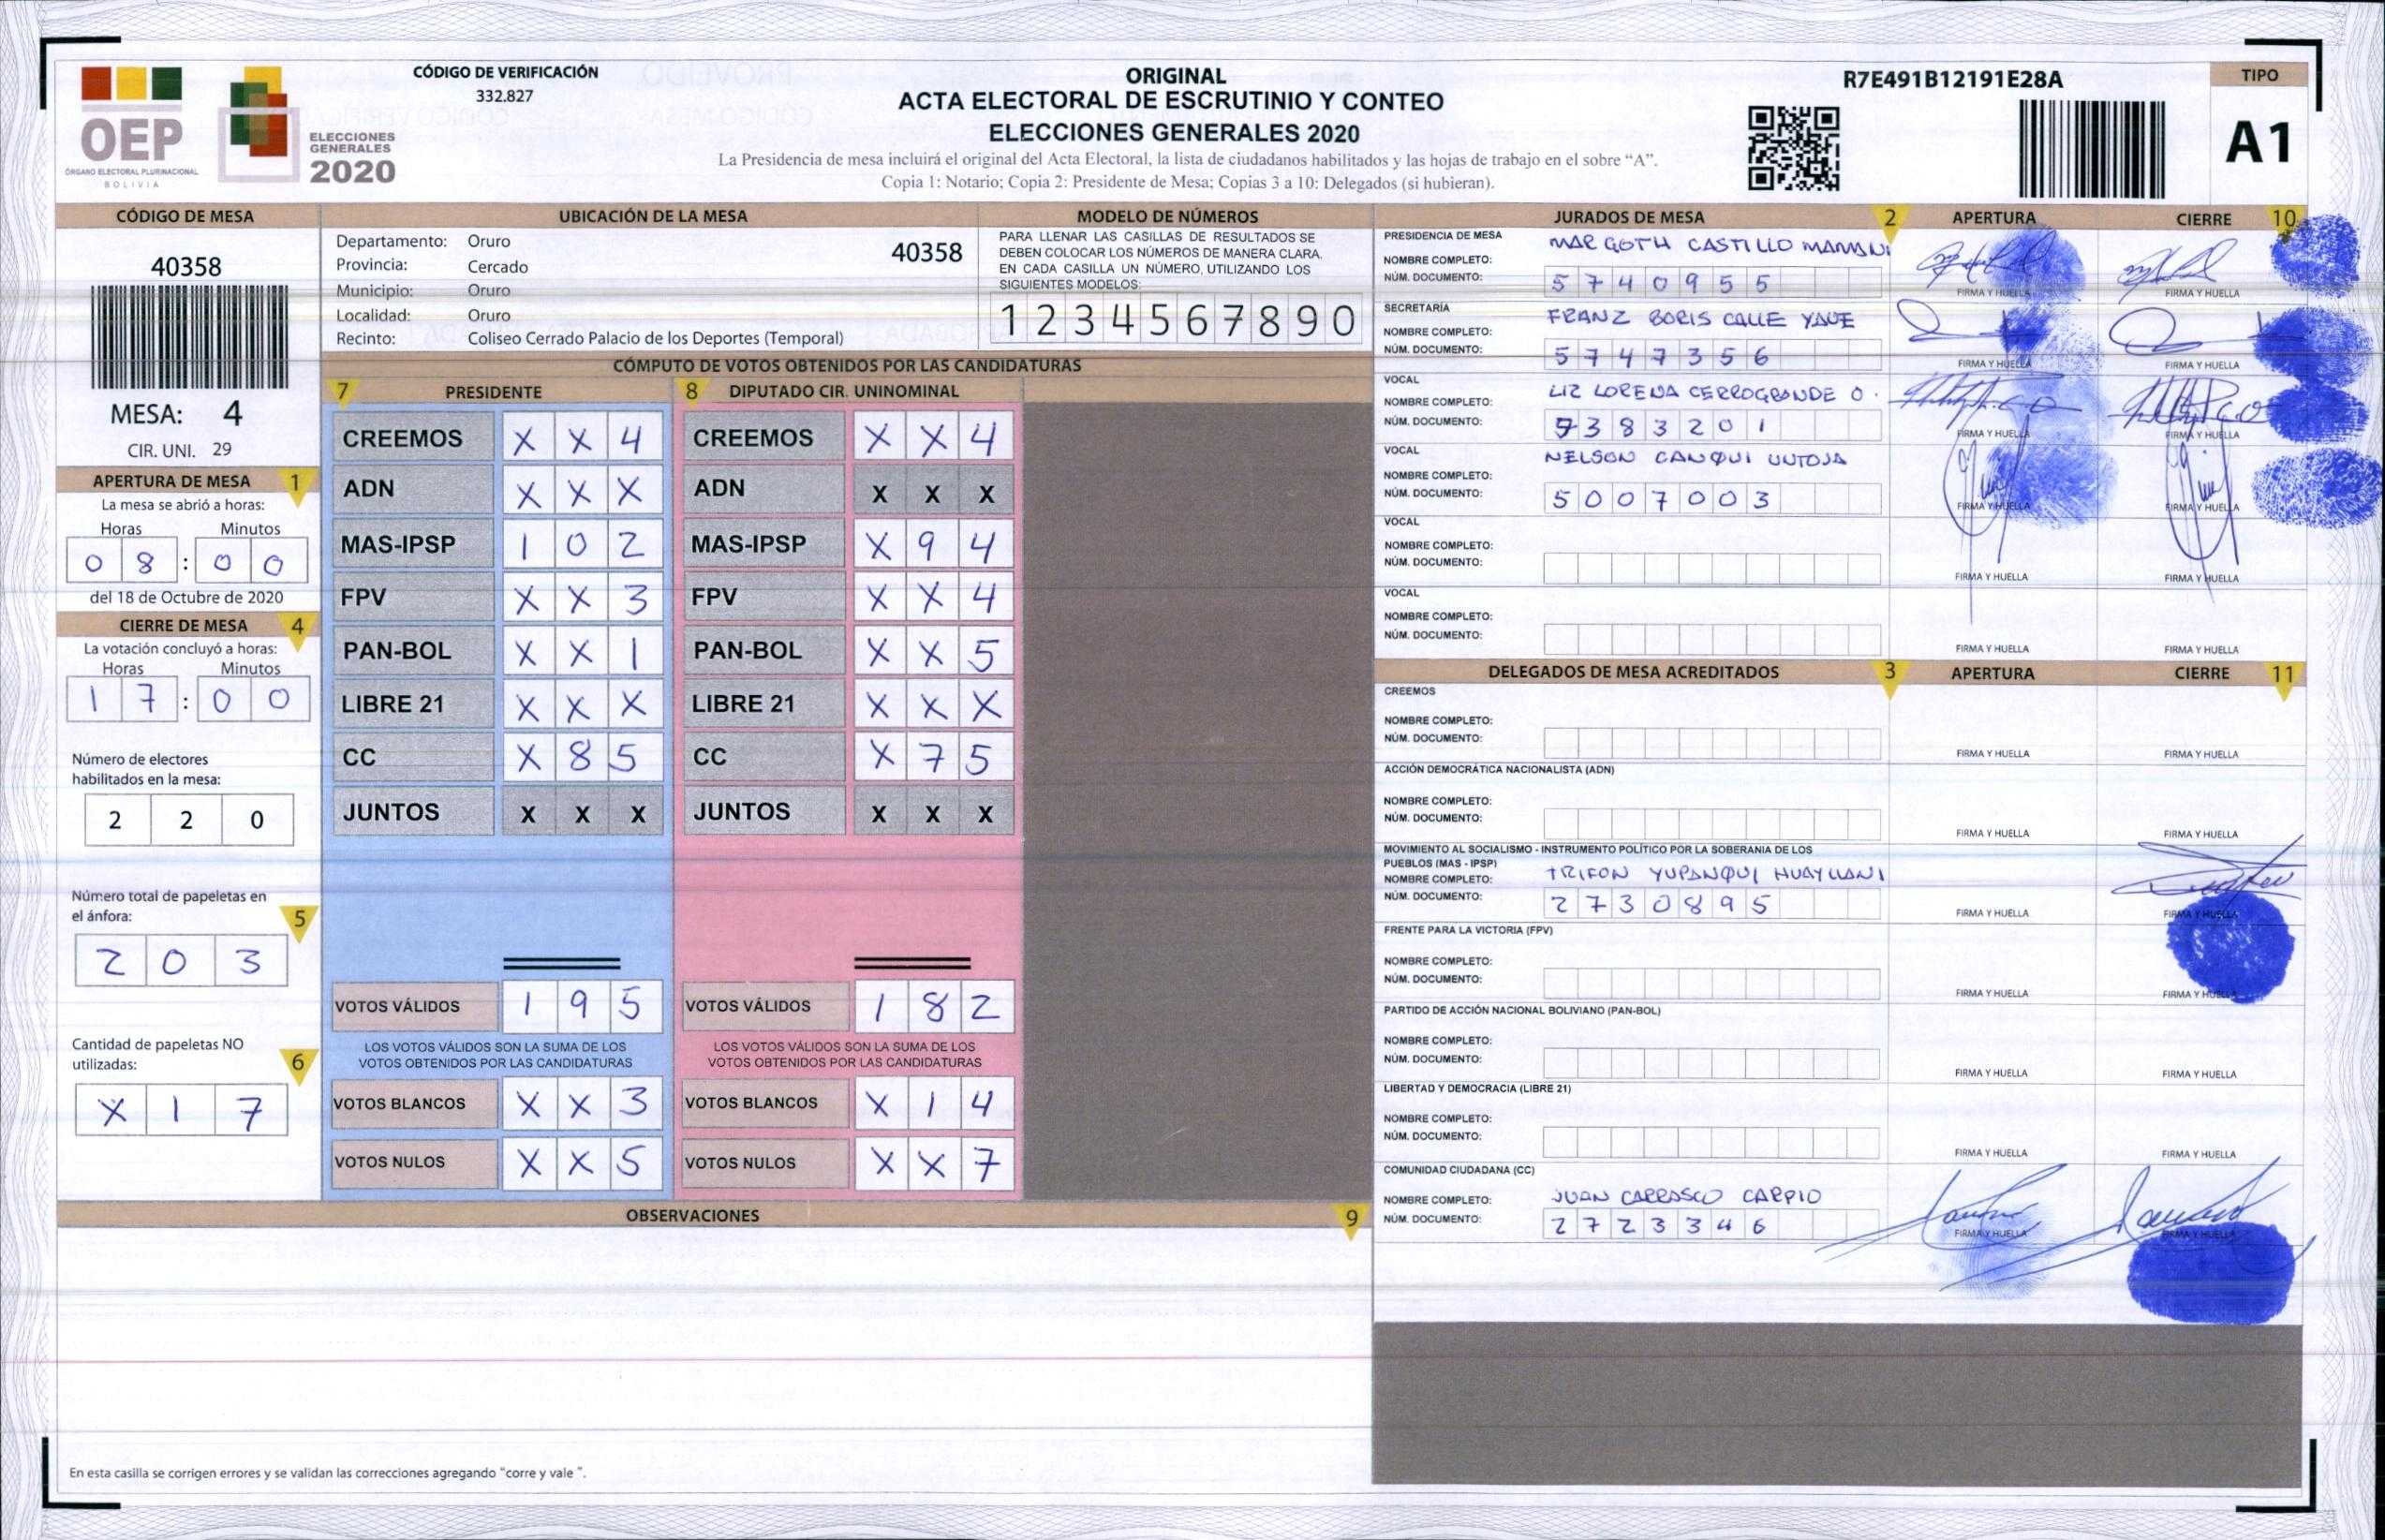 OEP
ÓRGANO ELECTORAL PLURINACIONAL
BOLIVIA
ELECCIONES
GENERALES
2020
CÓDIGO DE VERIFICACIÓN
332.827
ORIGINAL
ACTA ELECTORAL DE ESCRUTINIO Y CONTEO
ELECCIONES GENERALES 2020
La Presidencia de mesa incluirá el original del Acta Electoral, la lista de ciudadanos habilitados y las hojas de trabajo en el sobre “A”.
Copia 1: Notario; Copia 2: Presidente de Mesa; Copias 3 a 10: Delegados (si hubieran).
R7E491B12191E28A
TIPO
A1
CÓDIGO DE MESA
40358
MESA: 4
CIR. UNI. 29
APERTURA DE MESA 1
La mesa se abrió a horas:
Horas Minutos
0 8 : 0 0
del 18 de Octubre de 2020
CIERRE DE MESA 4
La votación concluyó a horas:
Horas Minutos
1 7 : 0 0
Número de electores
habilitados en la mesa:
2 2 0
Número total de papeletas en
el ánfora: 5
2 0 3
Cantidad de papeletas NO
utilizadas: 6
X 1 7
UBICACIÓN DE LA MESA
Departamento: Oruro 40358
Provincia: Cercado
Municipio: Oruro
Localidad: Oruro
Recinto: Coliseo Cerrado Palacio de los Deportes (Temporal)
MODELO DE NÚMEROS
PARA LLENAR LAS CASILLAS DE RESULTADOS SE
DEBEN COLOCAR LOS NÚMEROS DE MANERA CLARA.
EN CADA CASILLA UN NÚMERO, UTILIZANDO LOS
SIGUIENTES MODELOS:
1 2 3 4 5 6 7 8 9 0
CÓMPUTO DE VOTOS OBTENIDOS POR LAS CANDIDATURAS
7 PRESIDENTE
CREEMOS X X 4
ADN X X X
MAS-IPSP 1 0 2
FPV X X 3
PAN-BOL X X 1
LIBRE 21 X X X
CC X 8 5
JUNTOS X X X
VOTOS VÁLIDOS 1 9 5
LOS VOTOS VÁLIDOS SON LA SUMA DE LOS
VOTOS OBTENIDOS POR LAS CANDIDATURAS
VOTOS BLANCOS X X 3
VOTOS NULOS X X 5
8 DIPUTADO CIR. UNINOMINAL
CREEMOS X X 4
ADN X X X
MAS-IPSP X 9 4
FPV X X 4
PAN-BOL X X 5
LIBRE 21 X X X
CC X 7 5
JUNTOS X X X
VOTOS VÁLIDOS 1 8 2
LOS VOTOS VÁLIDOS SON LA SUMA DE LOS
VOTOS OBTENIDOS POR LAS CANDIDATURAS
VOTOS BLANCOS X 1 4
VOTOS NULOS X X 7
OBSERVACIONES 9
En esta casilla se corrigen errores y se validan las correcciones agregando “corre y vale ”.
JURADOS DE MESA 2 APERTURA CIERRE 10
PRESIDENCIA DE MESA
NOMBRE COMPLETO: MARGOTH CASTILLO MAMANI
NÚM. DOCUMENTO: 5 7 4 0 9 5 5
FIRMA Y HUELLA FIRMA Y HUELLA
SECRETARÍA
NOMBRE COMPLETO: FRANZ BORIS CALLE
NÚM. DOCUMENTO: 5 7 4 7 3 5 6
FIRMA Y HUELLA FIRMA Y HUELLA
VOCAL
NOMBRE COMPLETO: LIZ LORENA CERROGRANDE O.
NÚM. DOCUMENTO: 7 3 8 3 2 0 1
FIRMA Y HUELLA FIRMA Y HUELLA
VOCAL
NOMBRE COMPLETO: NELSON CANQUI UNTOJA
NÚM. DOCUMENTO: 5 0 0 7 0 0 3
FIRMA Y HUELLA FIRMA Y HUELLA
VOCAL
NOMBRE COMPLETO:
NÚM. DOCUMENTO:
FIRMA Y HUELLA FIRMA Y HUELLA
VOCAL
NOMBRE COMPLETO:
NÚM. DOCUMENTO:
FIRMA Y HUELLA FIRMA Y HUELLA
DELEGADOS DE MESA ACREDITADOS 3 APERTURA CIERRE 11
CREEMOS
NOMBRE COMPLETO:
NÚM. DOCUMENTO:
FIRMA Y HUELLA FIRMA Y HUELLA
ACCIÓN DEMOCRÁTICA NACIONALISTA (ADN)
NOMBRE COMPLETO:
NÚM. DOCUMENTO:
FIRMA Y HUELLA FIRMA Y HUELLA
MOVIMIENTO AL SOCIALISMO - INSTRUMENTO POLÍTICO POR LA SOBERANIA DE LOS
PUEBLOS (MAS - IPSP)
NOMBRE COMPLETO: TRIFON YUPANQUI HUAYLLANI
NÚM. DOCUMENTO: 2 7 3 0 8 9 5
FIRMA Y HUELLA FIRMA Y HUELLA
FRENTE PARA LA VICTORIA (FPV)
NOMBRE COMPLETO:
NÚM. DOCUMENTO:
FIRMA Y HUELLA FIRMA Y HUELLA
PARTIDO DE ACCIÓN NACIONAL BOLIVIANO (PAN-BOL)
NOMBRE COMPLETO:
NÚM. DOCUMENTO:
FIRMA Y HUELLA FIRMA Y HUELLA
LIBERTAD Y DEMOCRACIA (LIBRE 21)
NOMBRE COMPLETO:
NÚM. DOCUMENTO:
FIRMA Y HUELLA FIRMA Y HUELLA
COMUNIDAD CIUDADANA (CC)
NOMBRE COMPLETO: JUAN CARRASCO CARPIO
NÚM. DOCUMENTO: 2 7 2 3 3 4 6
FIRMA Y HUELLA FIRMA Y HUELLA